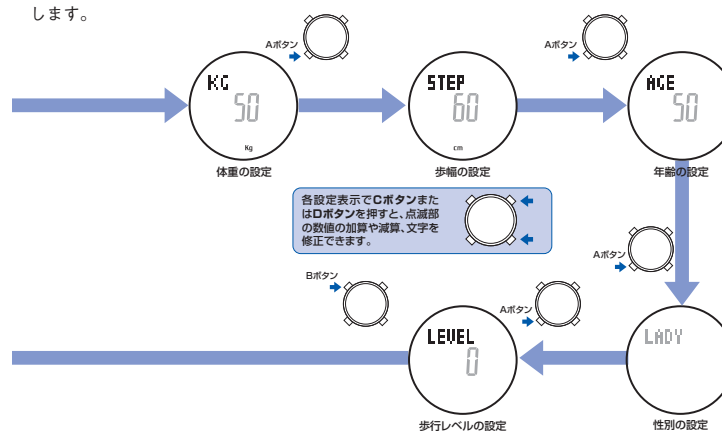 します。
Aボタン
Aボタン
KG
50
Kg
STEP
60
cm
AGE
50
体重の設定
歩幅の設定
年齢の設定
各設定表示でCボタンまた
はDボタンを押すと、点滅部
の数値の加算や減算、文字を
修正できます。
Aボタン
Bボタン
Aボタン
LEVEL
0
LADY
歩行レベルの設定
性別の設定